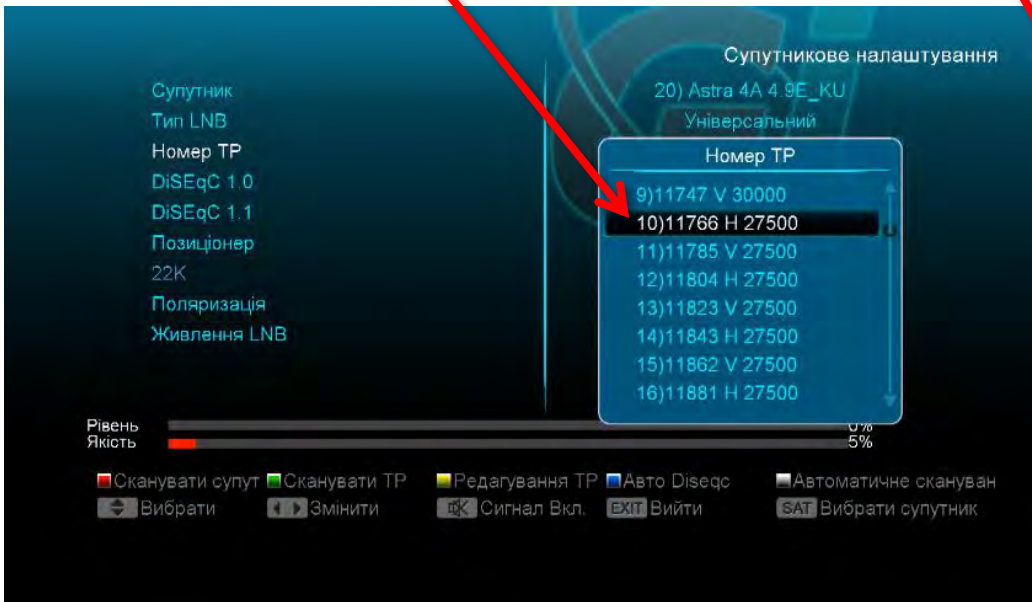 Супутникове налаштування
Супутник 20) Astra 4A 4.9E_KU
Тип LNB Універсальний
Номер TP Номер TP
DiSEqC 1.0 9)11747 V 30000
10)11766 H 27500
DiSEqC 1.1 11)11785 V 27500
Позиціонер 12)11804 H 27500
22K 13)11823 V 27500
Поляризація 14)11843 H 27500
Живлення LNB 15)11862 V 27500
16)11881 H 27500
Рівень 0%
Якість 5%
Сканувати супут Сканувати TP Редагування TP Авто Diseqc Автоматичне скануван
Вибрати Змінити Сигнал Вкл. EXIT Вийти SAT Вибрати супутник